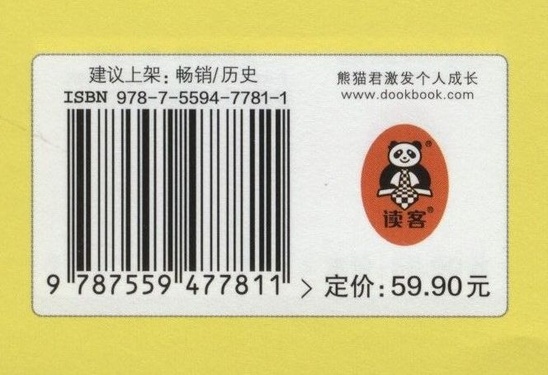 建议上架: 畅销/历史
ISBN 978-7-5594-7781-1
9 787559 477811 >
熊猫君激发个人成长
www.dookbook.com
®
读客®
定价: 59.90元